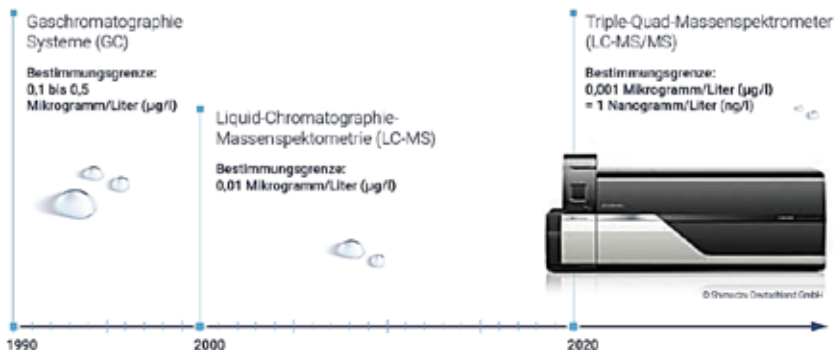 Gaschromatographie
Systeme (GC)
Bestimmungsgrenze:
0,1 bis 0,5
Mikrogramm/Liter (µg/l)
Liquid-Chromatographie-
Massenspektometrie (LC-MS)
Bestimmungsgrenze:
0,01 Mikrogramm/Liter (µg/l)
Triple-Quad-Massenspektrometer
(LC-MS/MS)
Bestimmungsgrenze:
0,001 Mikrogramm/Liter (µg/l)
= 1 Nanogramm/Liter (ng/l)
© Shimadzu Deutschland GmbH
1990
2000
2020